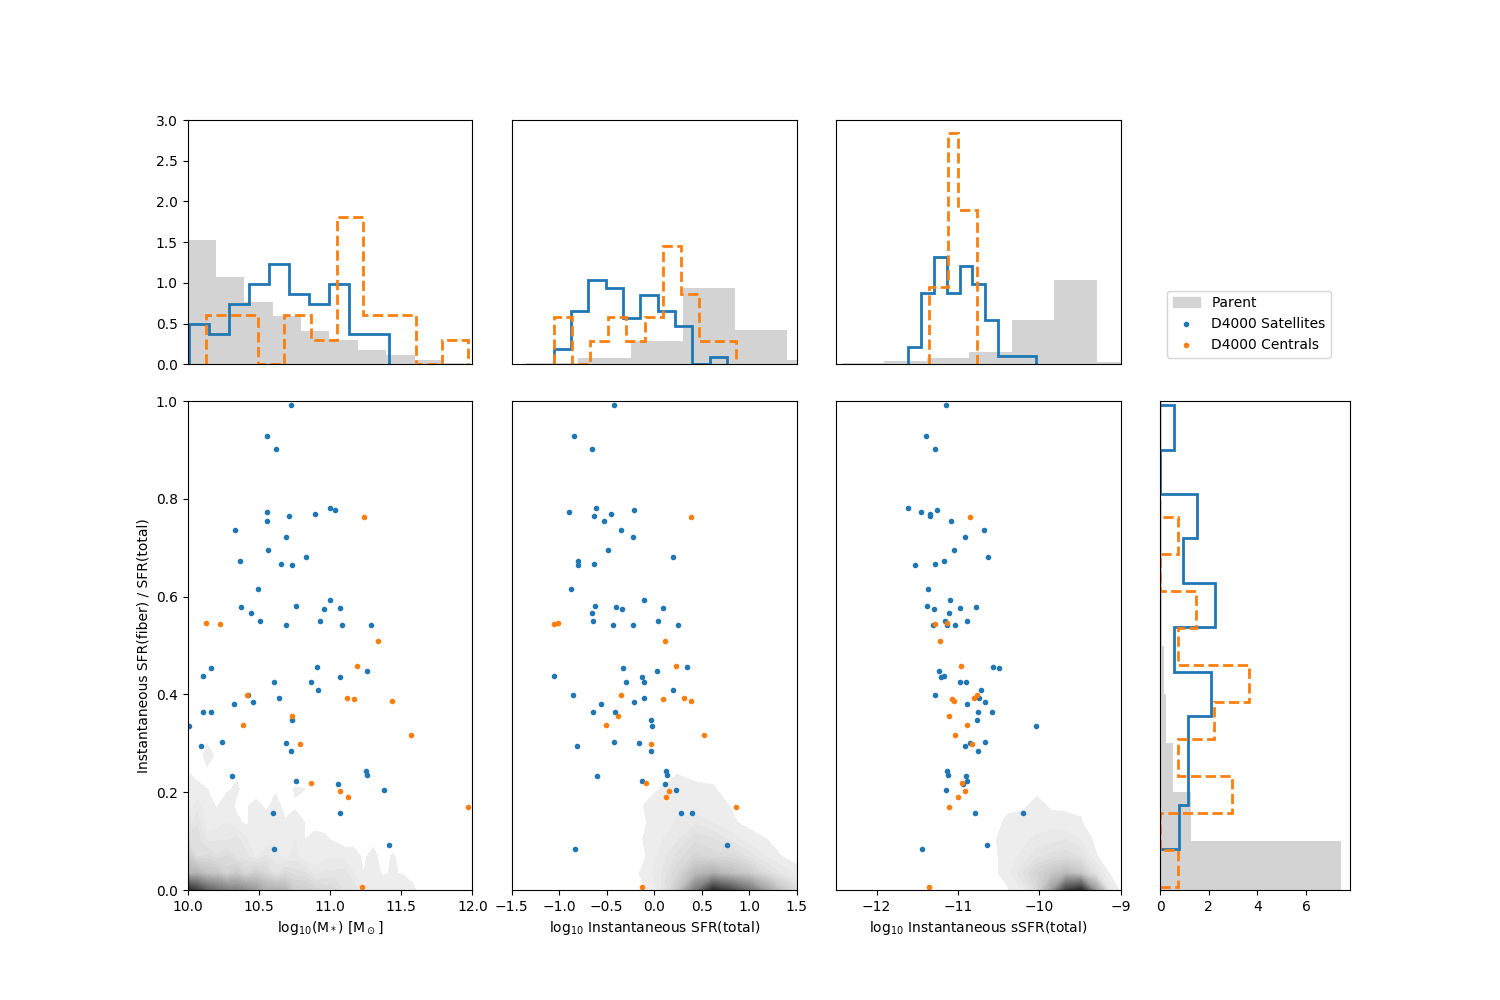 3.0
2.5
2.0
1.5
1.0
0.5
0.0
Parent
D4000 Satellites
D4000 Centrals
1.0
0.8
0.6
0.4
0.2
0.0
Instantaneous SFR(fiber) / SFR(total)
10.0 10.5 11.0 11.5 12.0
−1.5 −1.0 −0.5 0.0 0.5 1.0 1.5
−12 −11 −10 −9
0 2 4 6
log₁₀(M∗) [M⊙]
log₁₀ Instantaneous SFR(total)
log₁₀ Instantaneous sSFR(total)